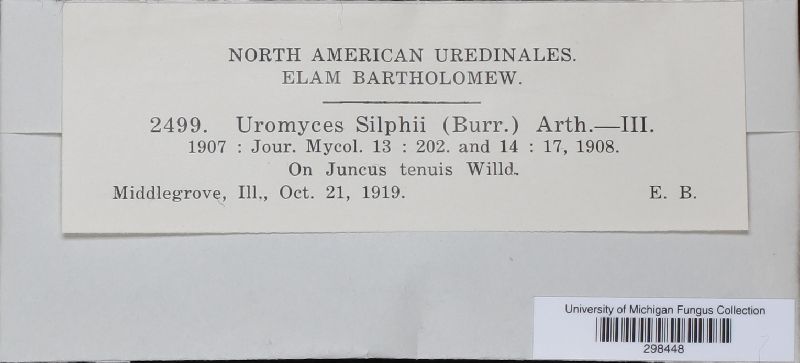 NORTH AMERICAN UREDINALES.
ELAM BARTHOLOMEW.
2499. Uromyces Silphii (Burr.) Arth.—III.
1907 : Jour. Mycol. 13 : 202. and 14 : 17, 1908.
On Juncus tenuis Willd.
Middlegrove, Ill., Oct. 21, 1919. E. B.
University of Michigan Fungus Collection
298448